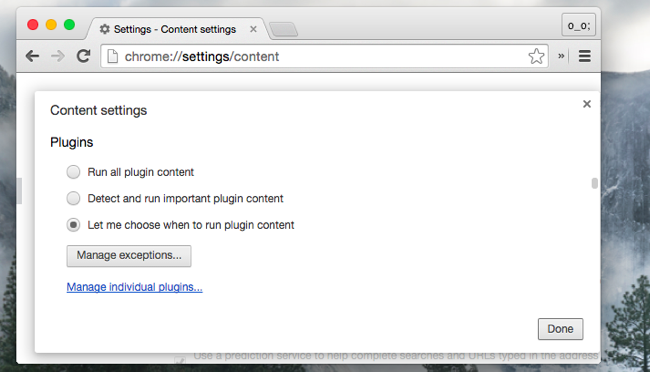 Settings - Content settings
o_o;
chrome://settings/content
»
Content settings
Plugins
Run all plugin content
Detect and run important plugin content
Let me choose when to run plugin content
Manage exceptions...
Manage individual plugins...
Done
Use a prediction service to help complete searches and URLs typed in the address